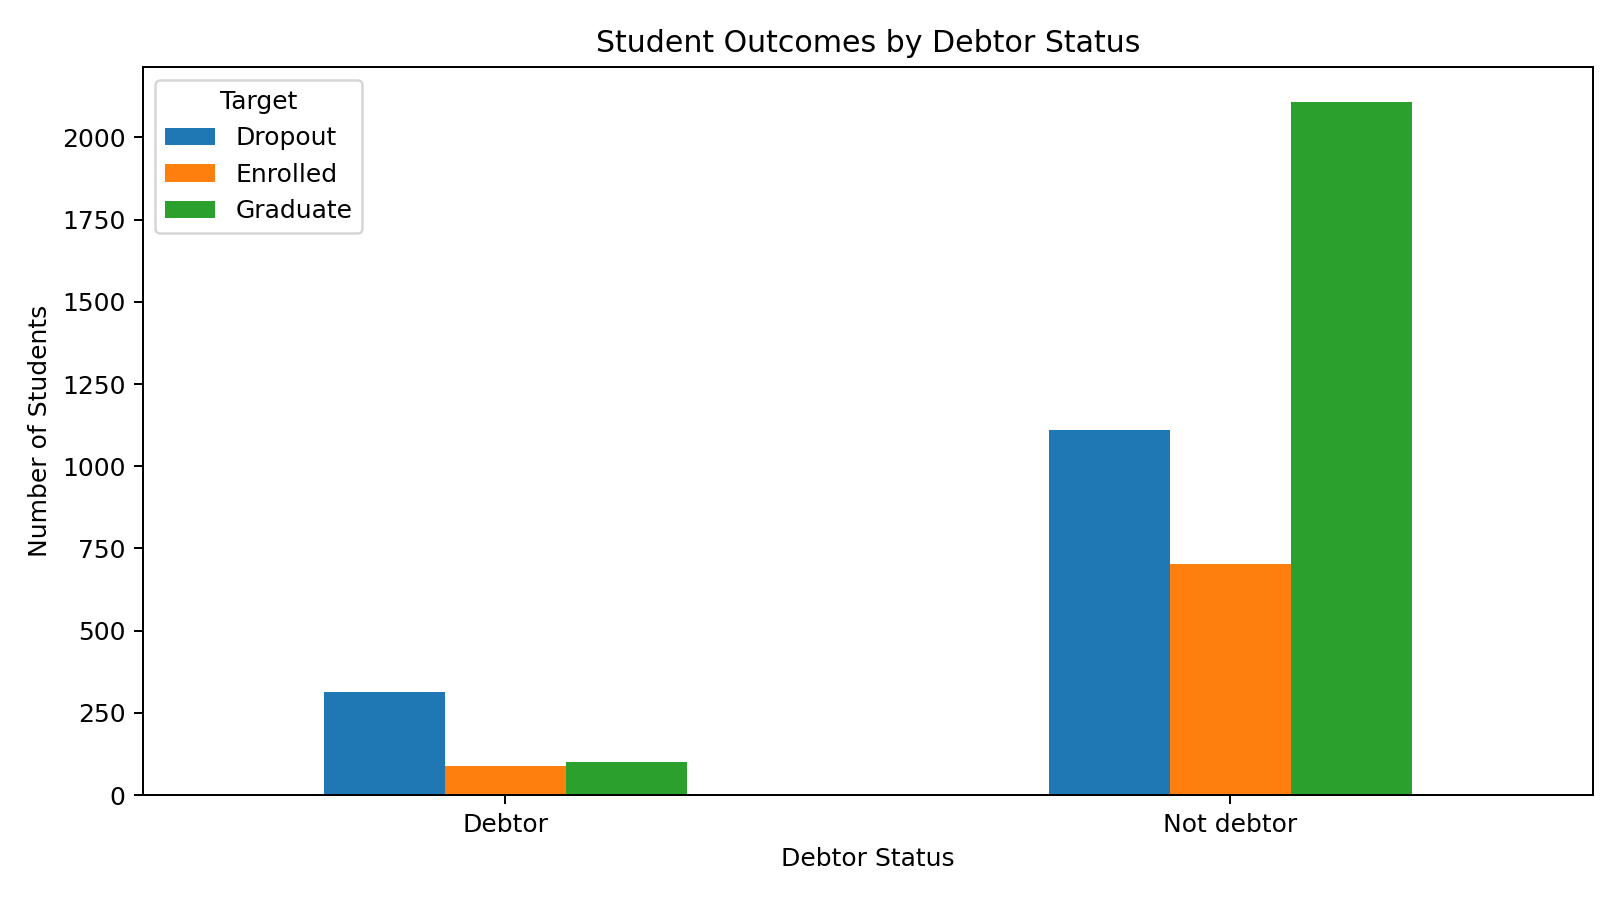 Student Outcomes by Debtor Status
Target
Dropout
Enrolled
Graduate
Number of Students
2000
1750
1500
1250
1000
750
500
250
0
Debtor
Not debtor
Debtor Status